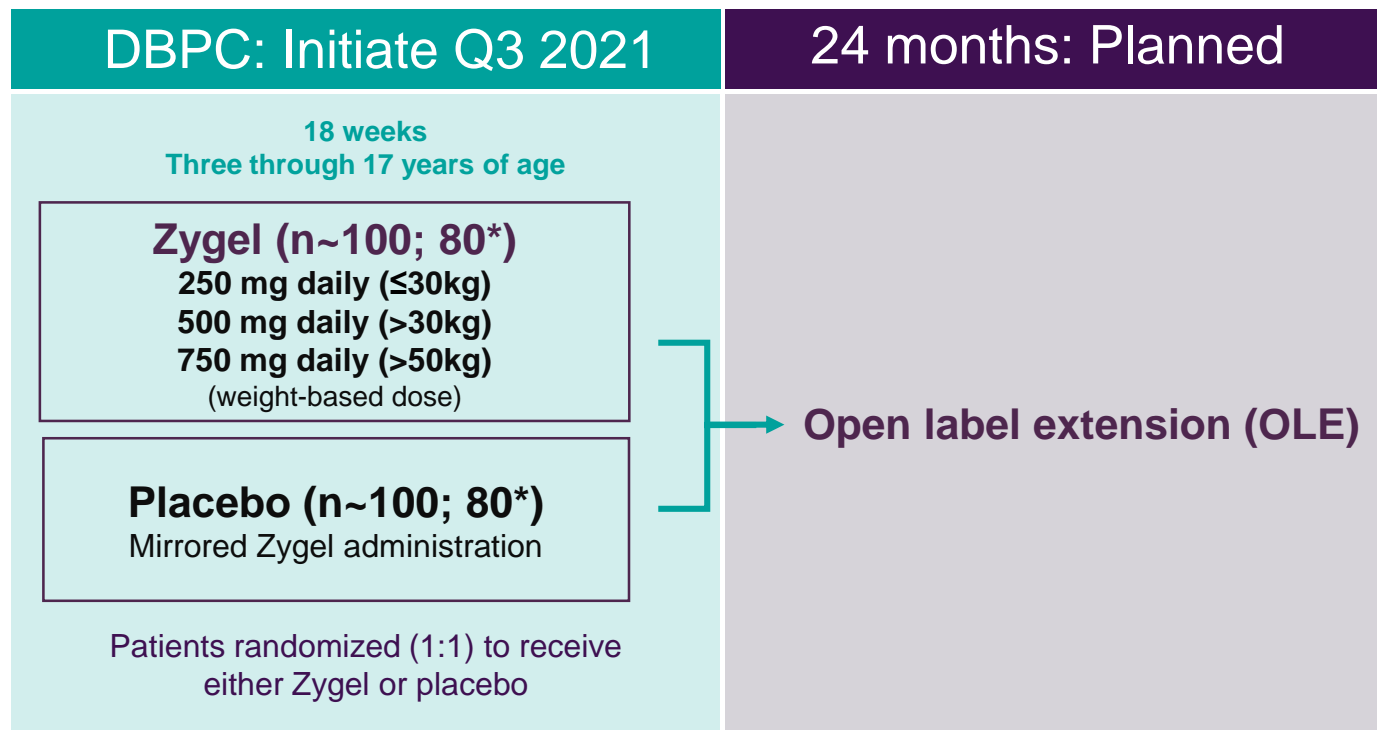 DBPC: Initiate Q3 2021
18 weeks
Three through 17 years of age
Zygel (n~100; 80*)
250 mg daily (≤30kg)
500 mg daily (>30kg)
750 mg daily (>50kg)
(weight-based dose)
Placebo (n~100; 80*)
Mirrored Zygel administration
Patients randomized (1:1) to receive
either Zygel or placebo
24 months: Planned
Open label extension (OLE)